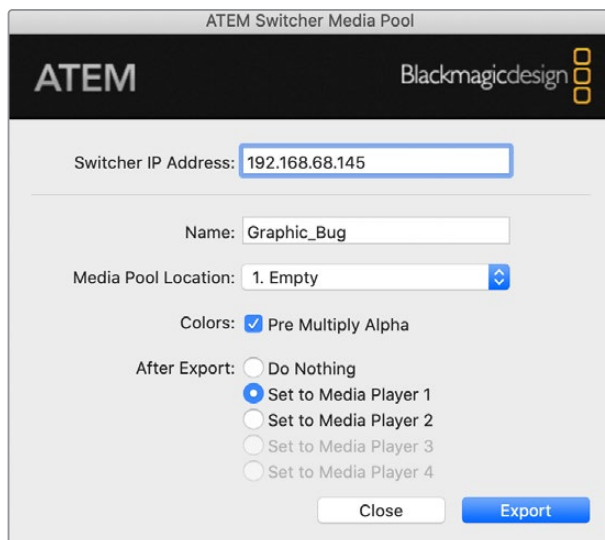 ATEM Switcher Media Pool
ATEM Blackmagicdesign
Switcher IP Address: 192.168.68.145
Name: Graphic_Bug
Media Pool Location: 1. Empty
Colors: Pre Multiply Alpha
After Export: Do Nothing
Set to Media Player 1
Set to Media Player 2
Set to Media Player 3
Set to Media Player 4
Close Export